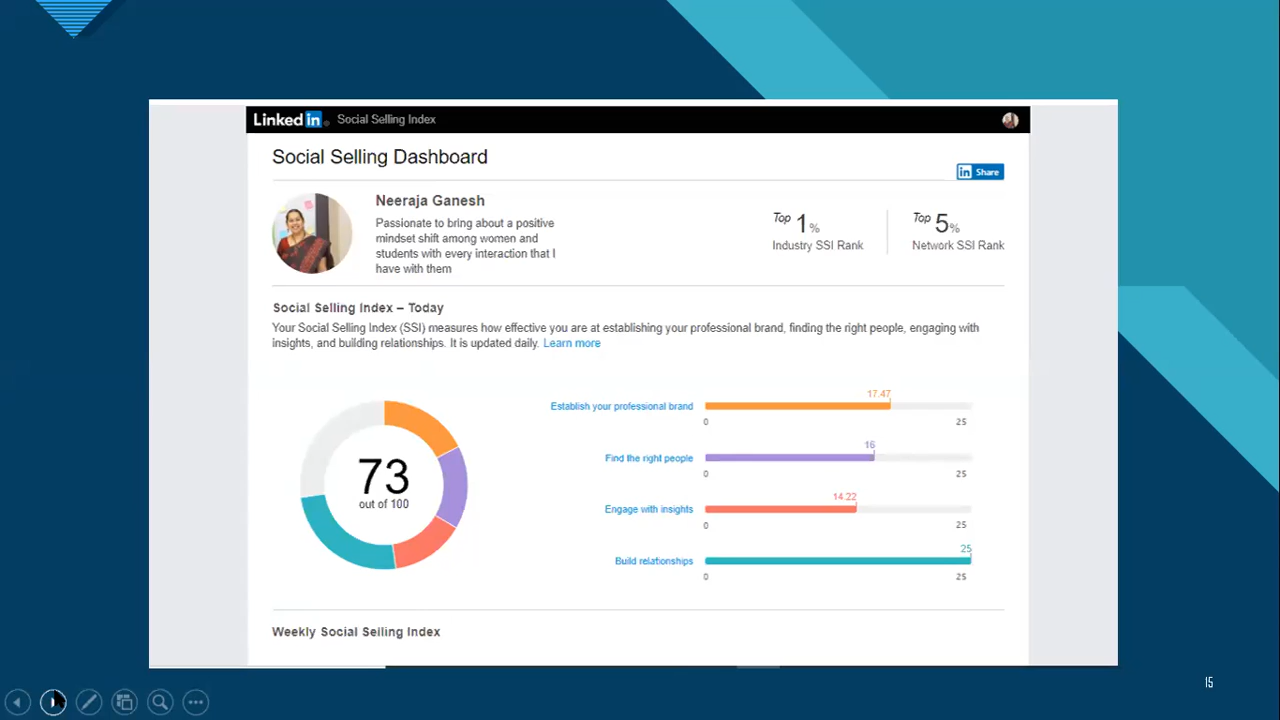 Linked in Social Selling Index
Social Selling Dashboard
in Share
Neeraja Ganesh
Passionate to bring about a positive
mindset shift among women and
students with every interaction that I
have with them
Top 1%
Industry SSI Rank
Top 5%
Network SSI Rank
Social Selling Index – Today
Your Social Selling Index (SSI) measures how effective you are at establishing your professional brand, finding the right people, engaging with
insights, and building relationships. It is updated daily. Learn more
73
out of 100
17.47
Establish your professional brand
0 25
16
Find the right people
0 25
14.22
Engage with insights
0 25
25
Build relationships
0 25
Weekly Social Selling Index
15